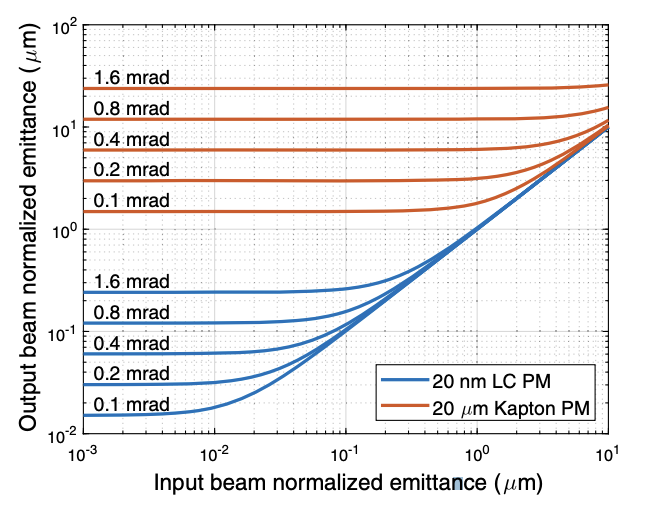 Output beam normalized emittance (μm)
10²
10¹
10⁰
10⁻¹
10⁻²
1.6 mrad
0.8 mrad
0.4 mrad
0.2 mrad
0.1 mrad
1.6 mrad
0.8 mrad
0.4 mrad
0.2 mrad
0.1 mrad
20 nm LC PM
20 μm Kapton PM
10⁻³ 10⁻² 10⁻¹ 10⁰ 10¹
Input beam normalized emittance (μm)